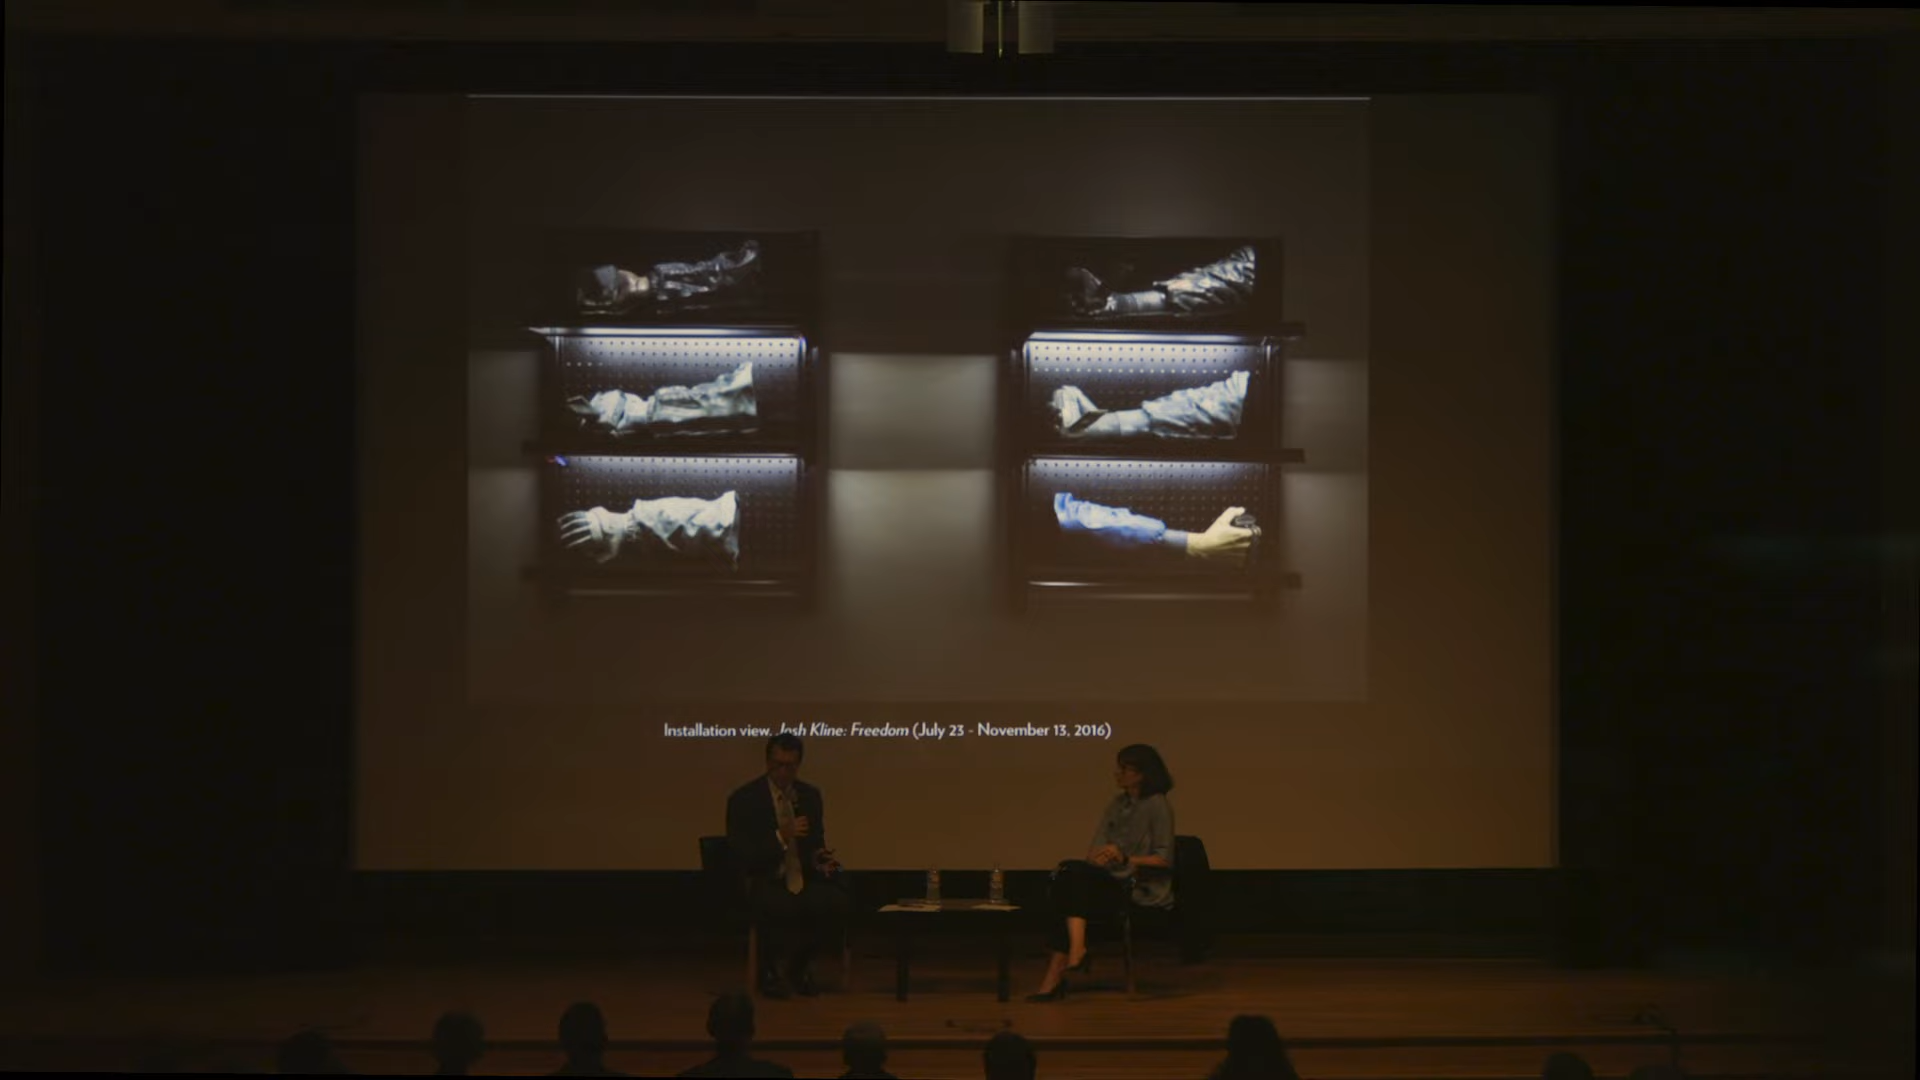 Installation view, Josh Kline: Freedom (July 23 - November 13, 2016)